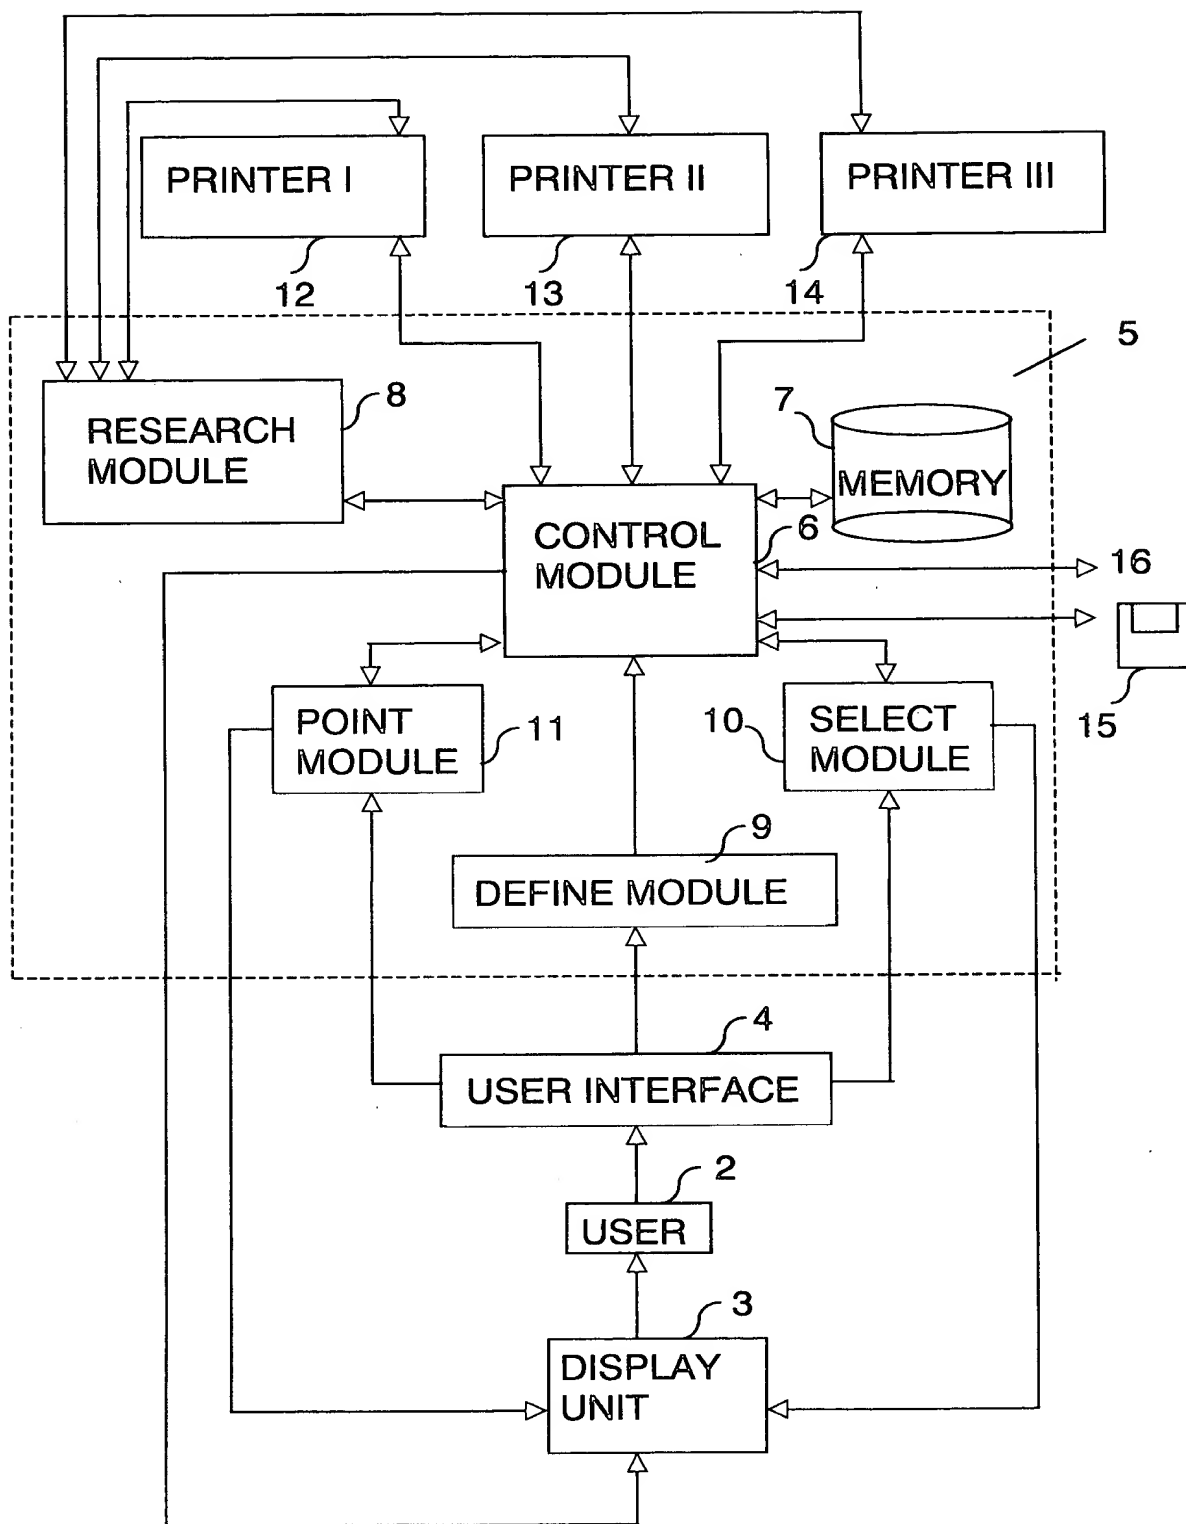 PRINTER I
PRINTER II
PRINTER III
12
13
14
5
8
RESEARCH
MODULE
7
MEMORY
CONTROL
MODULE
6
16
15
POINT
MODULE
11
10
SELECT
MODULE
9
DEFINE MODULE
4
USER INTERFACE
2
USER
3
DISPLAY
UNIT